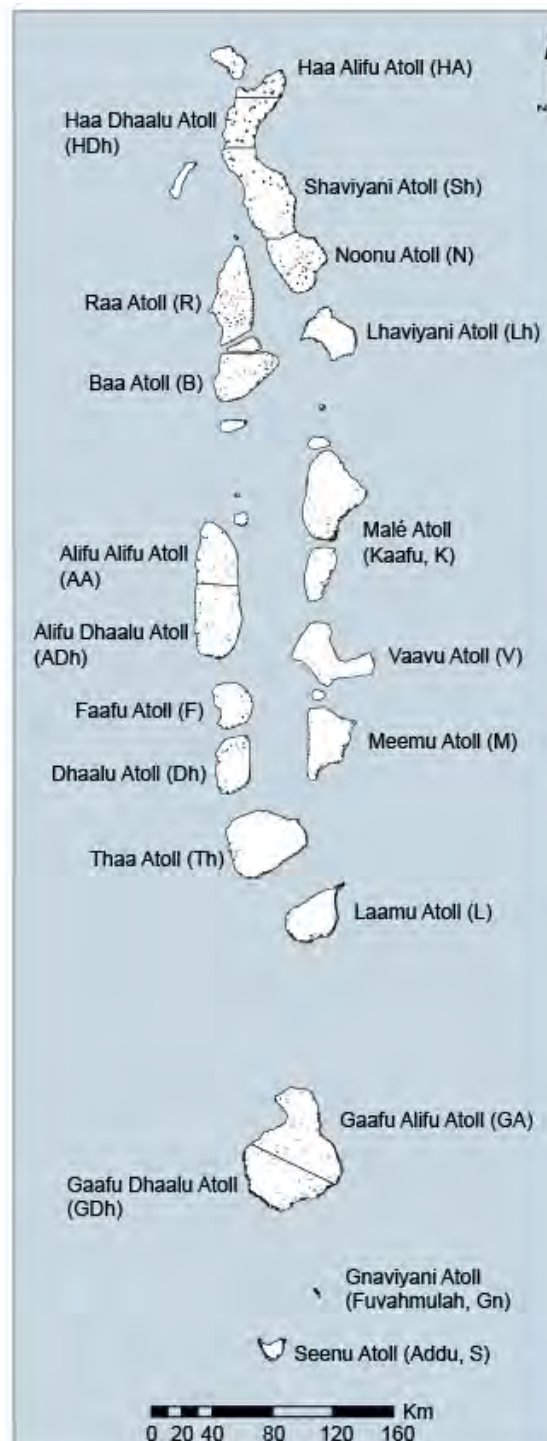 Haa Alifu Atoll (HA)
Haa Dhaalu Atoll
(HDh)
Shaviyani Atoll (Sh)
Noonu Atoll (N)
Raa Atoll (R)
Lhaviyani Atoll (Lh)
Baa Atoll (B)
Malé Atoll
(Kaafu, K)
Alifu Alifu Atoll
(AA)
Alifu Dhaalu Atoll
(ADh)
Vaavu Atoll (V)
Faafu Atoll (F)
Meemu Atoll (M)
Dhaalu Atoll (Dh)
Thaa Atoll (Th)
Laamu Atoll (L)
Gaafu Alifu Atoll (GA)
Gaafu Dhaalu Atoll
(GDh)
Gnaviyani Atoll
(Fuvahmulah, Gn)
Seenu Atoll (Addu, S)
Km
0 20 40 80 120 160